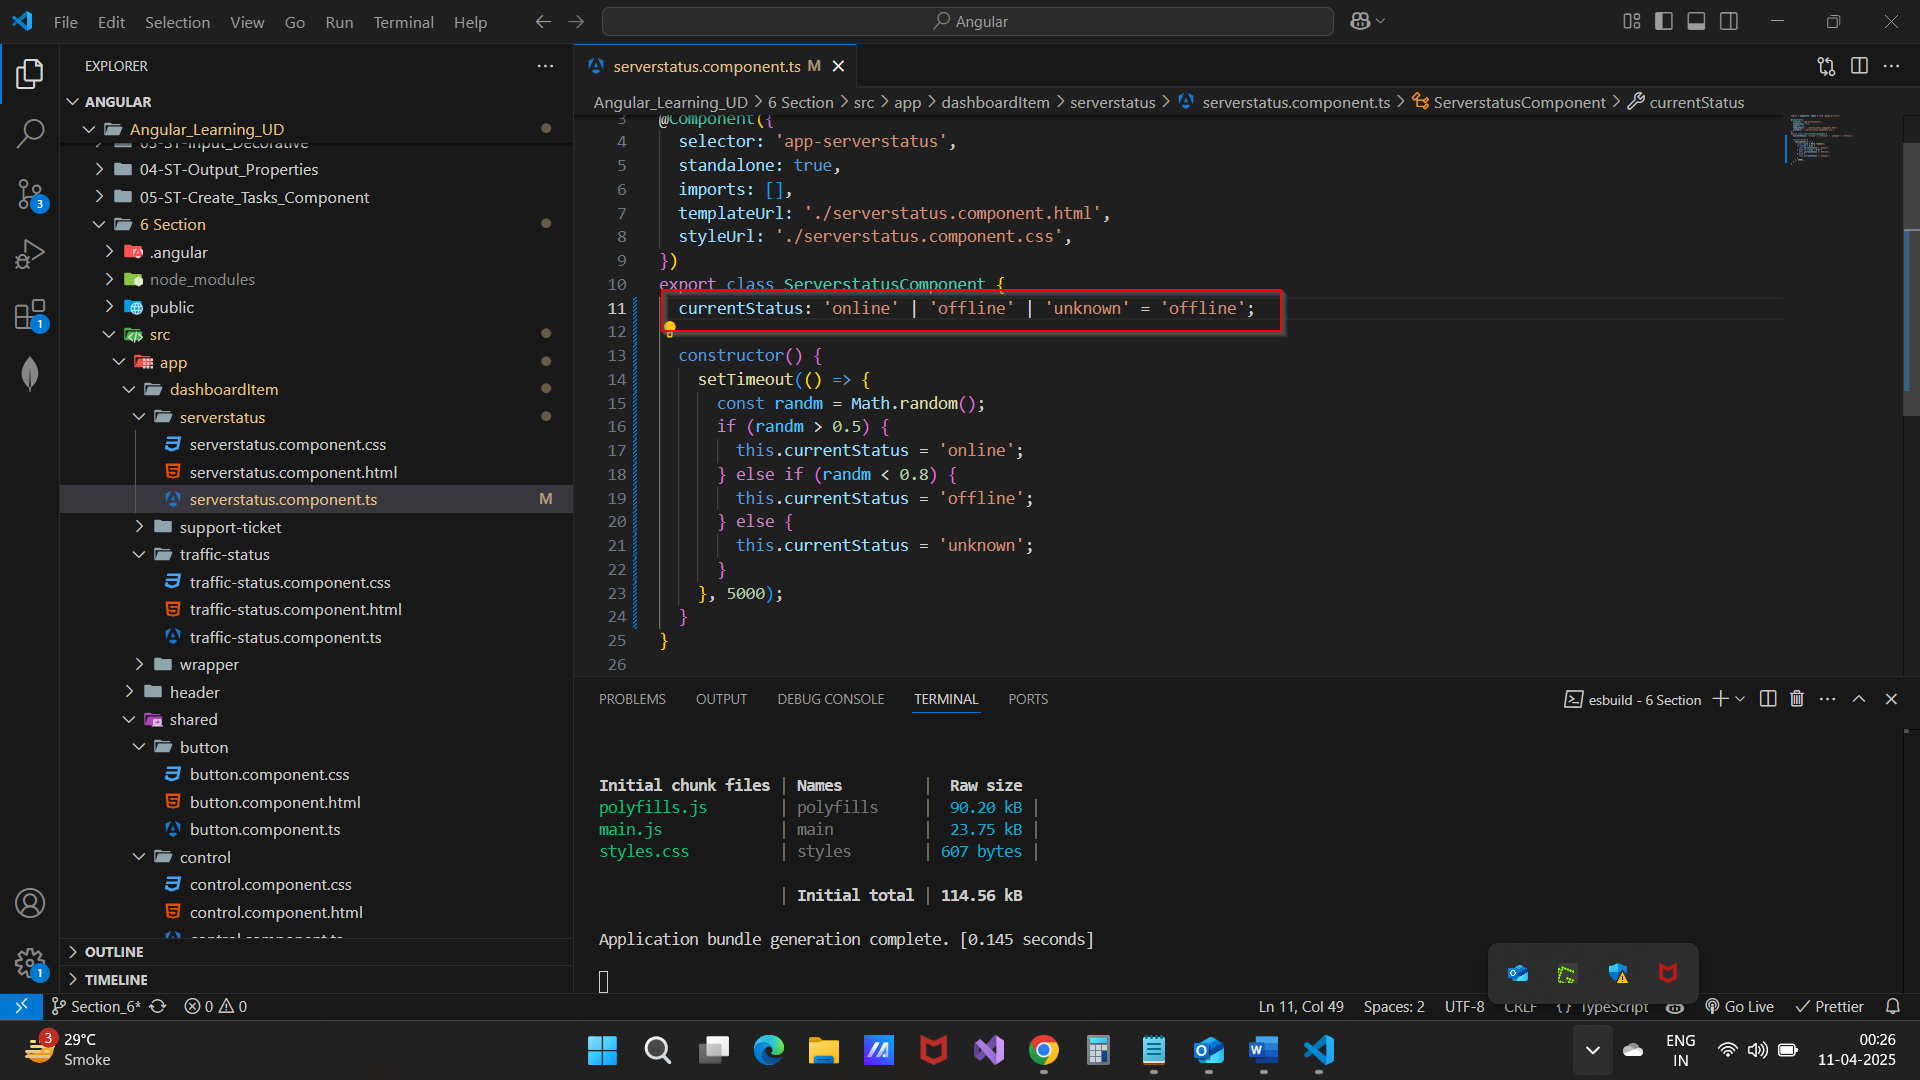 File Edit Selection View Go Run Terminal Help
Angular
EXPLORER
ANGULAR
Angular_Learning_UD
03-ST-Input_Decorative
04-ST-Output_Properties
05-ST-Create_Tasks_Component
6 Section
.angular
node_modules
public
src
app
dashboardItem
serverstatus
serverstatus.component.css
serverstatus.component.html
serverstatus.component.ts M
support-ticket
traffic-status
traffic-status.component.css
traffic-status.component.html
traffic-status.component.ts
wrapper
header
shared
button
button.component.css
button.component.html
button.component.ts
control
control.component.css
control.component.html
control.component.ts
OUTLINE
TIMELINE
3
1
1
serverstatus.component.ts M
Angular_Learning_UD > 6 Section > src > app > dashboardItem > serverstatus > serverstatus.component.ts > ServerstatusComponent > currentStatus
3 @Component({
4 selector: 'app-serverstatus',
5 standalone: true,
6 imports: [],
7 templateUrl: './serverstatus.component.html',
8 styleUrl: './serverstatus.component.css',
9 })
10 export class ServerstatusComponent {
11 currentStatus: 'online' | 'offline' | 'unknown' = 'offline';
12
13 constructor() {
14 setTimeout(() => {
15 const randm = Math.random();
16 if (randm > 0.5) {
17 this.currentStatus = 'online';
18 } else if (randm < 0.8) {
19 this.currentStatus = 'offline';
20 } else {
21 this.currentStatus = 'unknown';
22 }
23 }, 5000);
24 }
25 }
26
PROBLEMS OUTPUT DEBUG CONSOLE TERMINAL PORTS
esbuild - 6 Section
Initial chunk files | Names | Raw size
polyfills.js | polyfills | 90.20 kB |
main.js | main | 23.75 kB |
styles.css | styles | 607 bytes |
| Initial total | 114.56 kB
Application bundle generation complete. [0.145 seconds]
Section_6* 0 0
Ln 11, Col 49 Spaces: 2 UTF-8 CRLF {} TypeScript Go Live Prettier
3
29°C
Smoke
ENG
IN
00:26
11-04-2025